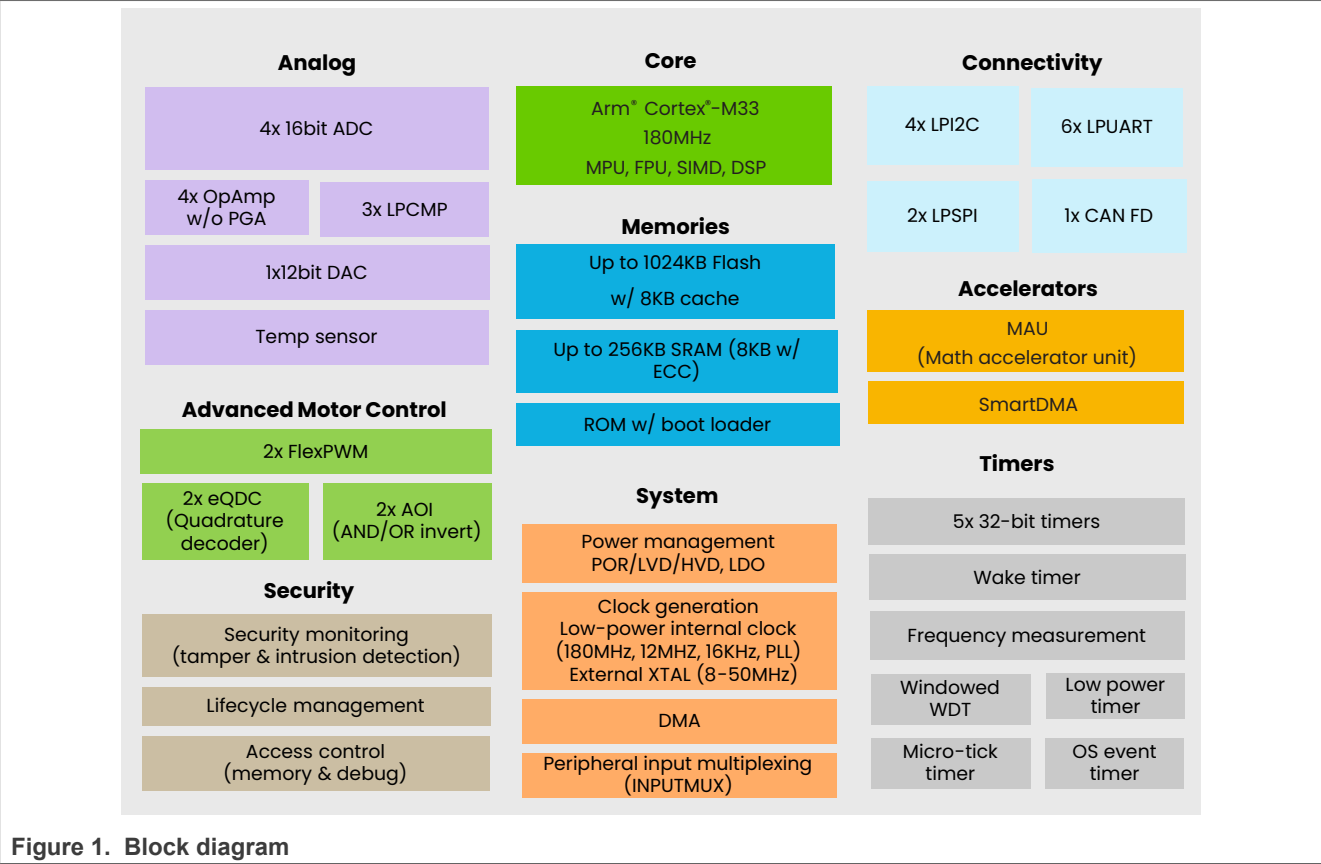 Analog
4x 16bit ADC
4x OpAmp
w/o PGA
3x LPCMP
1x12bit DAC
Temp sensor
Advanced Motor Control
2x FlexPWM
2x eQDC
(Quadrature
decoder)
2x AOI
(AND/OR invert)
Security
Security monitoring
(tamper & intrusion detection)
Lifecycle management
Access control
(memory & debug)
Core
Arm® Cortex®-M33
180MHz
MPU, FPU, SIMD, DSP
Memories
Up to 1024KB Flash
w/ 8KB cache
Up to 256KB SRAM (8KB w/
ECC)
ROM w/ boot loader
System
Power management
POR/LVD/HVD, LDO
Clock generation
Low-power internal clock
(180MHz, 12MHZ, 16KHz, PLL)
External XTAL (8-50MHz)
DMA
Peripheral input multiplexing
(INPUTMUX)
Connectivity
4x LPI2C
6x LPUART
2x LPSPI
1x CAN FD
Accelerators
MAU
(Math accelerator unit)
SmartDMA
Timers
5x 32-bit timers
Wake timer
Frequency measurement
Windowed
WDT
Low power
timer
Micro-tick
timer
OS event
timer
Figure 1. Block diagram